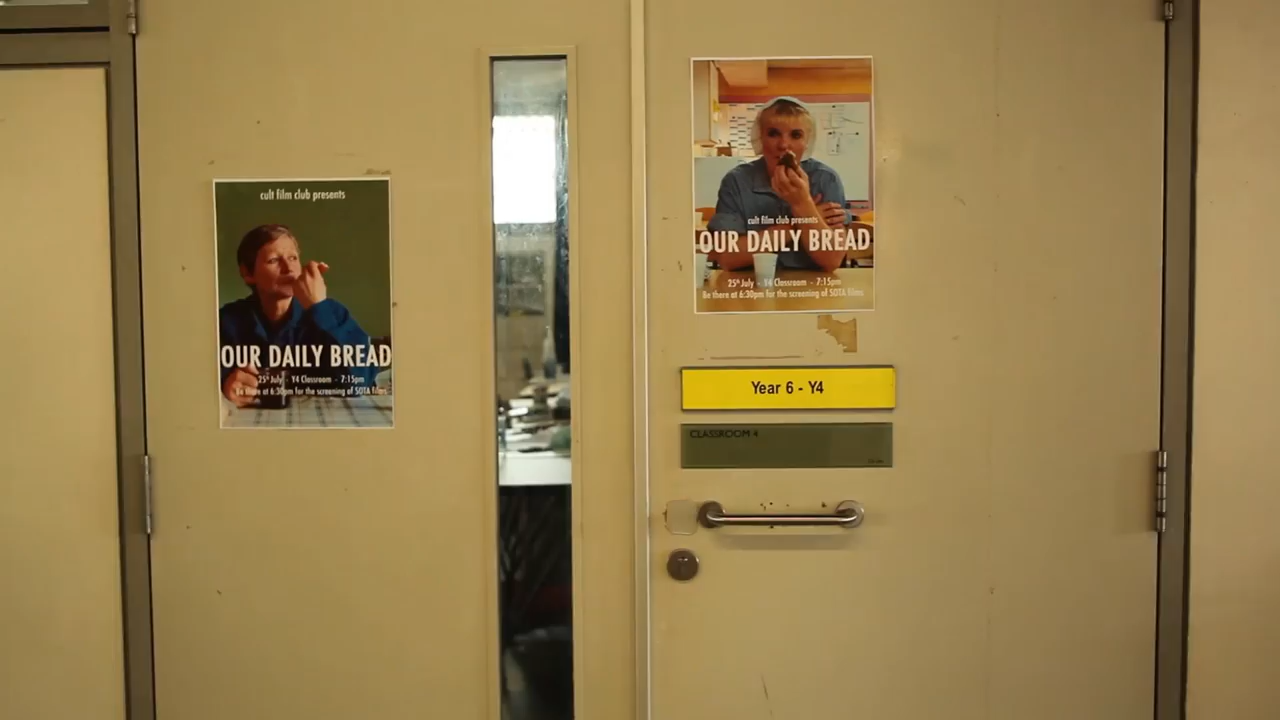 cult film club presents
OUR DAILY BREAD
25th July - Y4 Classroom - 7:15pm
Be there at 6:30pm for the screening of SOTA films
cult film club presents
OUR DAILY BREAD
25th July - Y4 Classroom - 7:15pm
Be there at 6:30pm for the screening of SOTA films
Year 6 - Y4
CLASSROOM 4